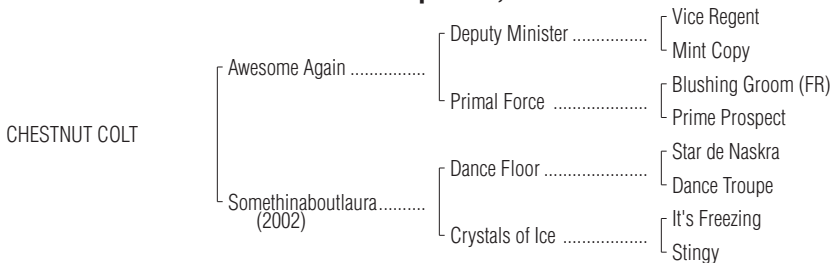 Vice Regent
Deputy Minister ................
Mint Copy
Awesome Again ................
Blushing Groom (FR)
Primal Force ....................
Prime Prospect
CHESTNUT COLT
Star de Naskra
Dance Floor ......................
Dance Troupe
Somethinaboutlaura..........
(2002)
It's Freezing
Crystals of Ice ..................
Stingy